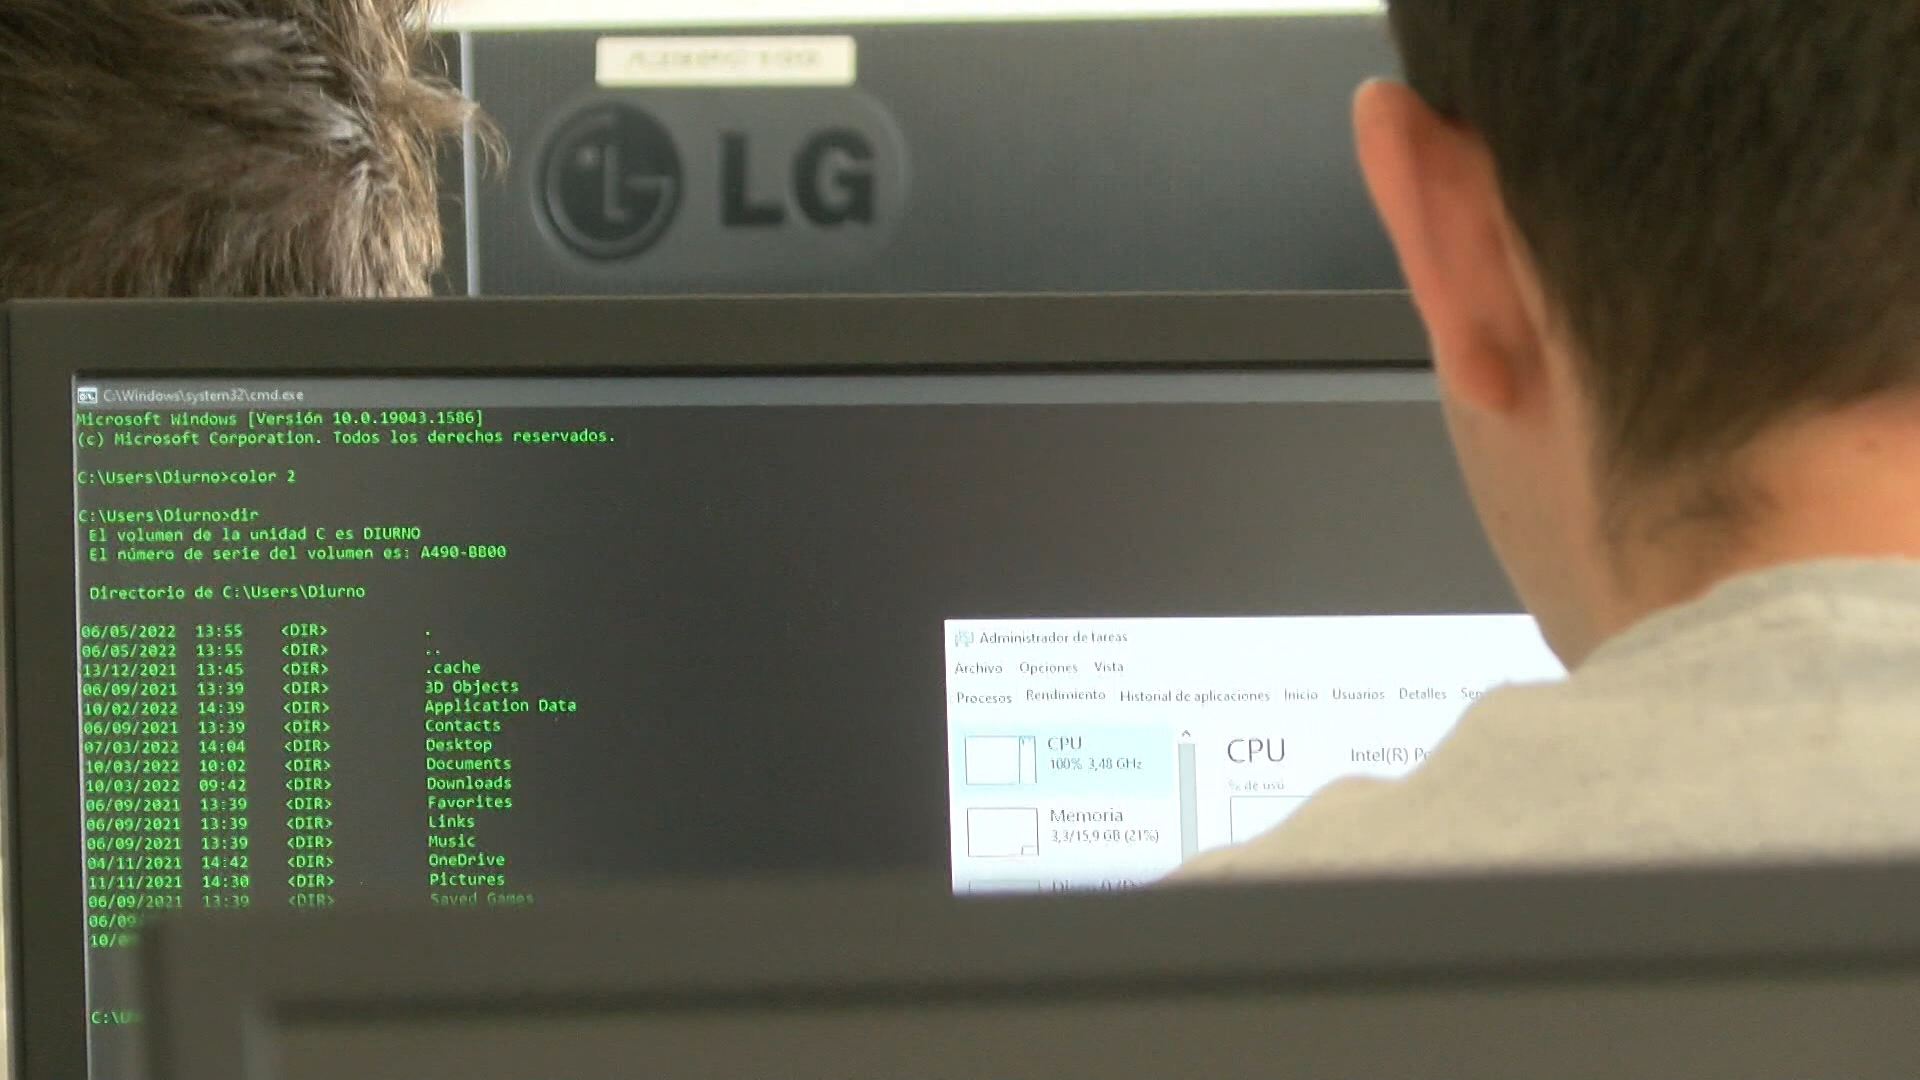 LG
C:\Windows\system32\cmd.exe
Microsoft Windows [Versión 10.0.19043.1586]
(c) Microsoft Corporation. Todos los derechos reservados.
C:\Users\Diurno>color 2
C:\Users\Diurno>dir
El volumen de la unidad C es DIURNO
El número de serie del volumen es: A490-BB00
Directorio de C:\Users\Diurno
06/05/2022 13:55 <DIR> .
06/05/2022 13:55 <DIR> ..
13/12/2021 13:45 <DIR> .cache
06/09/2021 13:39 <DIR> 3D Objects
10/02/2022 14:39 <DIR> Application Data
06/09/2021 13:39 <DIR> Contacts
07/03/2022 14:04 <DIR> Desktop
10/03/2022 10:02 <DIR> Documents
10/03/2022 09:42 <DIR> Downloads
06/09/2021 13:39 <DIR> Favorites
06/09/2021 13:39 <DIR> Links
06/09/2021 13:39 <DIR> Music
04/11/2021 14:42 <DIR> OneDrive
11/11/2021 14:30 <DIR> Pictures
06/09/2021 13:39 <DIR> Saved Games
06/09
10/0
C:\U
Administrador de tareas
Archivo Opciones Vista
Procesos Rendimiento Historial de aplicaciones Inicio Usuarios Detalles Ser
CPU
100% 3,48 GHz
Memoria
3,3/15,9 GB (21%)
CPU Intel(R) Pe
% de uso